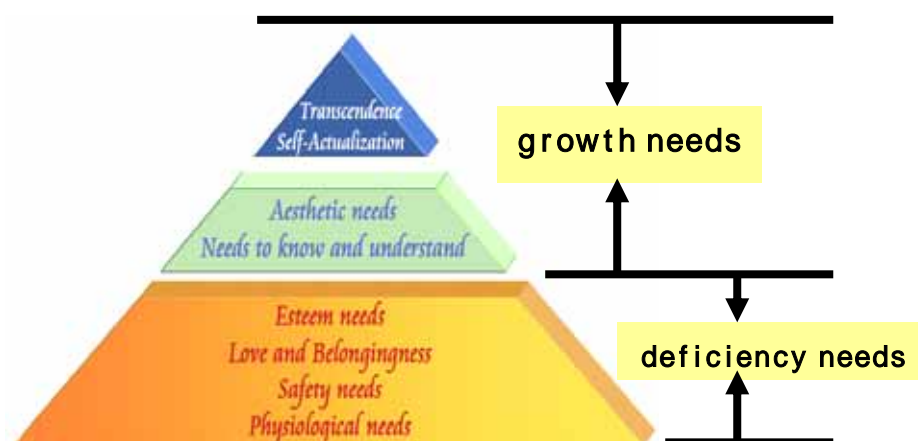 Transcendence
Self-Actualization
growth needs
Aesthetic needs
Needs to know and understand
Esteem needs
Love and Belongingness
Safety needs
Physiological needs
deficiency needs